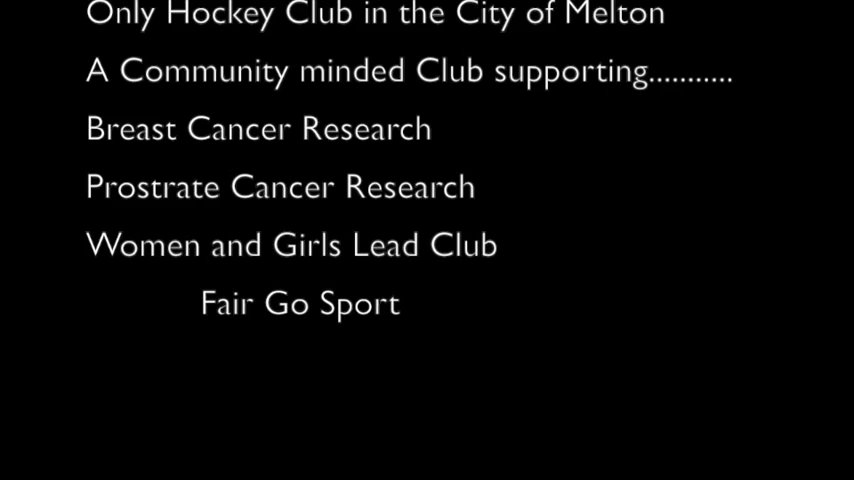 Only Hockey Club in the City of Melton
A Community minded Club supporting...........
Breast Cancer Research
Prostrate Cancer Research
Women and Girls Lead Club
Fair Go Sport